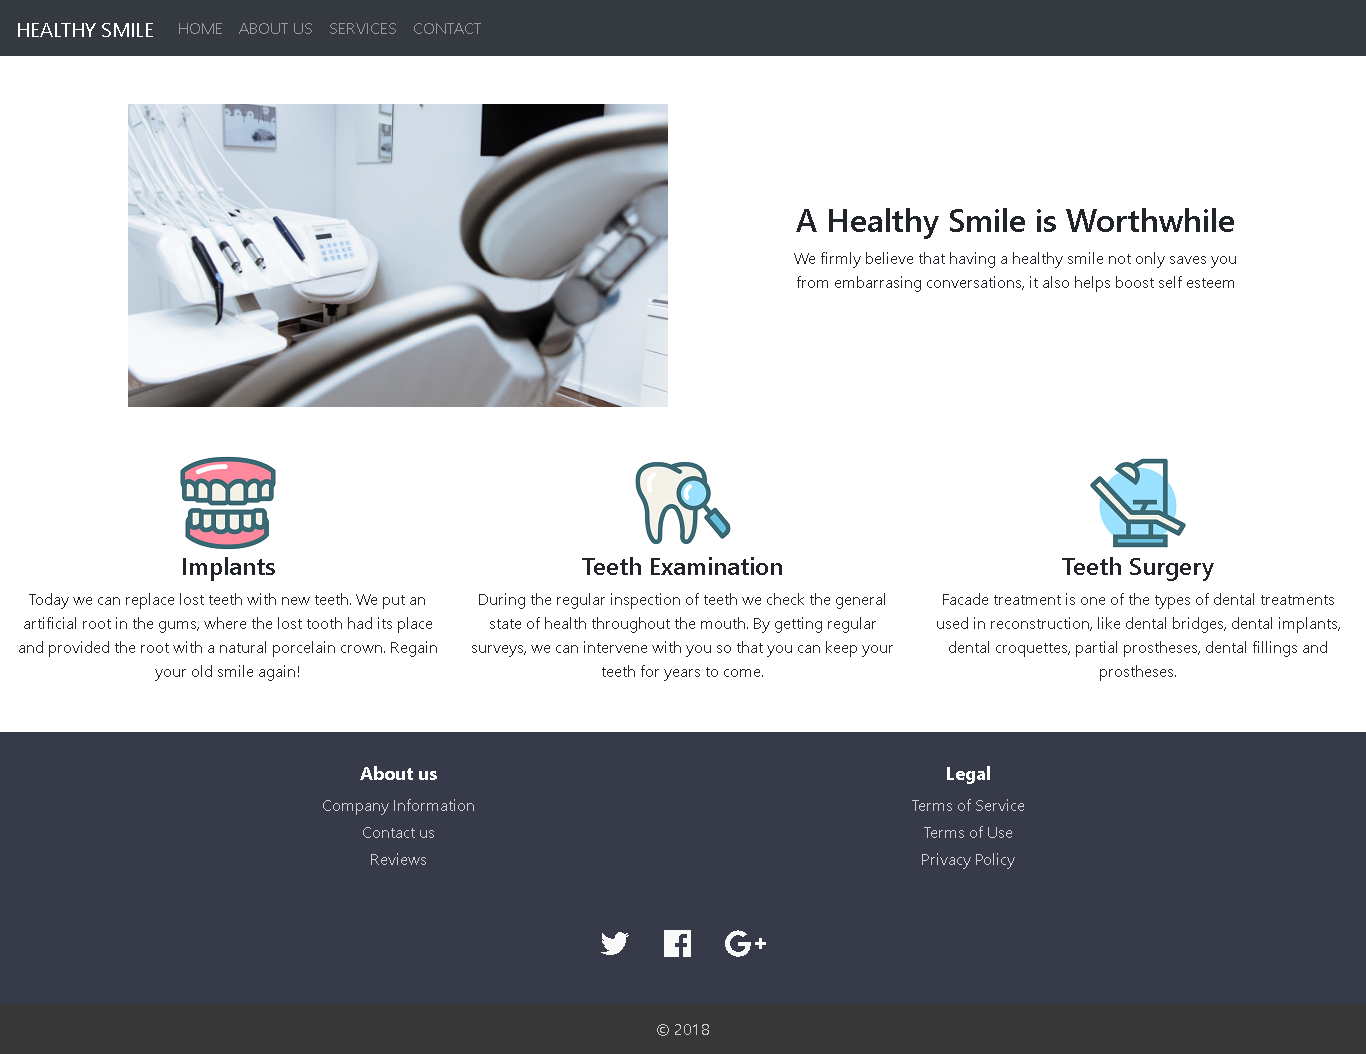 HEALTHY SMILE HOME ABOUT US SERVICES CONTACT
A Healthy Smile is Worthwhile
We firmly believe that having a healthy smile not only saves you
from embarrasing conversations, it also helps boost self esteem
Implants
Today we can replace lost teeth with new teeth. We put an
artificial root in the gums, where the lost tooth had its place
and provided the root with a natural porcelain crown. Regain
your old smile again!
Teeth Examination
During the regular inspection of teeth we check the general
state of health throughout the mouth. By getting regular
surveys, we can intervene with you so that you can keep your
teeth for years to come.
Teeth Surgery
Facade treatment is one of the types of dental treatments
used in reconstruction, like dental bridges, dental implants,
dental croquettes, partial prostheses, dental fillings and
prostheses.
About us
Company Information
Contact us
Reviews
Legal
Terms of Service
Terms of Use
Privacy Policy
© 2018